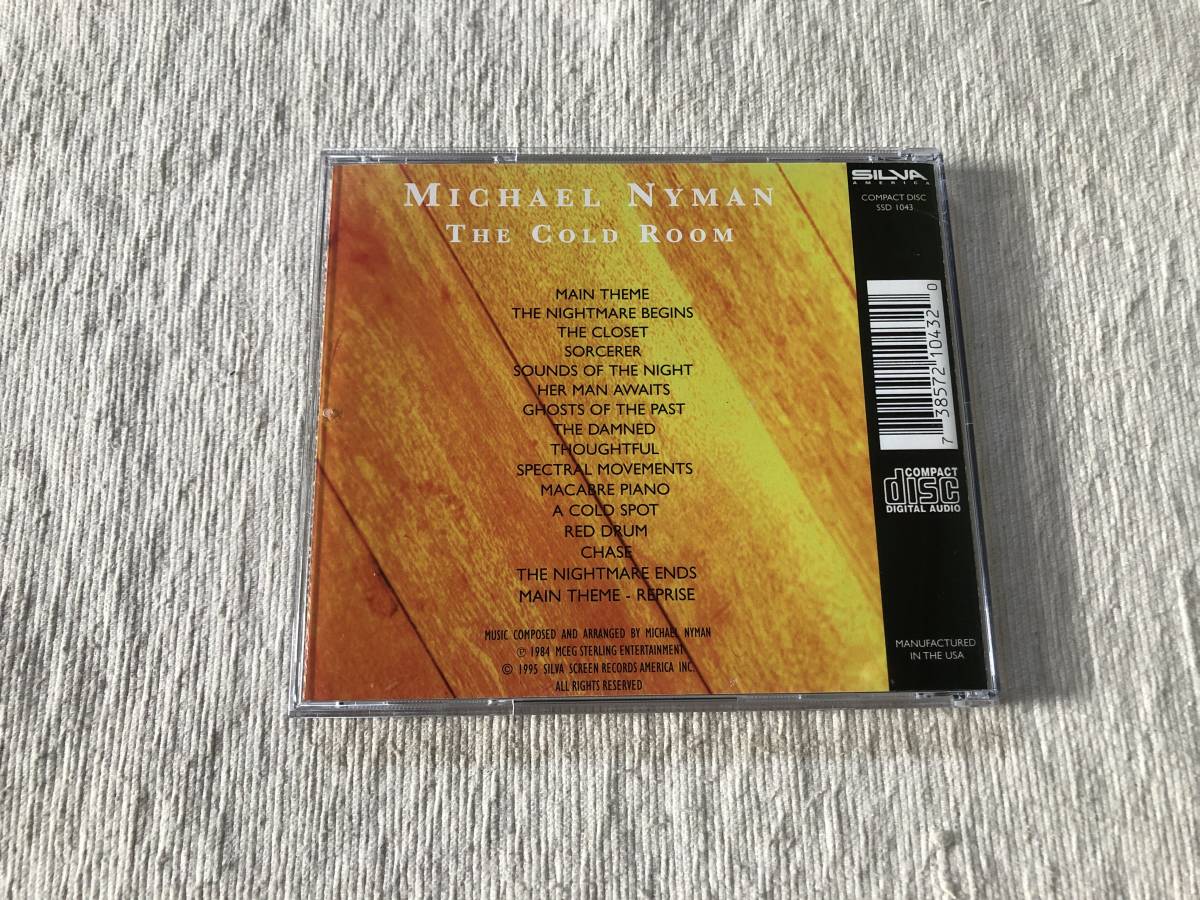 MICHAEL NYMAN
THE COLD ROOM
MAIN THEME
THE NIGHTMARE BEGINS
THE CLOSET
SORCERER
SOUNDS OF THE NIGHT
HER MAN AWAITS
GHOSTS OF THE PAST
THE DAMNED
THOUGHTFUL
SPECTRAL MOVEMENTS
MACABRE PIANO
A COLD SPOT
RED DRUM
CHASE
THE NIGHTMARE ENDS
MAIN THEME - REPRISE
MUSIC COMPOSED AND ARRANGED BY MICHAEL NYMAN
℗ 1984 MCEG STERLING ENTERTAINMENT
© 1995 SILVA SCREEN RECORDS AMERICA INC.
ALL RIGHTS RESERVED
SILVA
AMERICA
COMPACT DISC
SSD 1043
7 38572 10432 0
COMPACT
disc
DIGITAL AUDIO
MANUFACTURED
IN THE USA